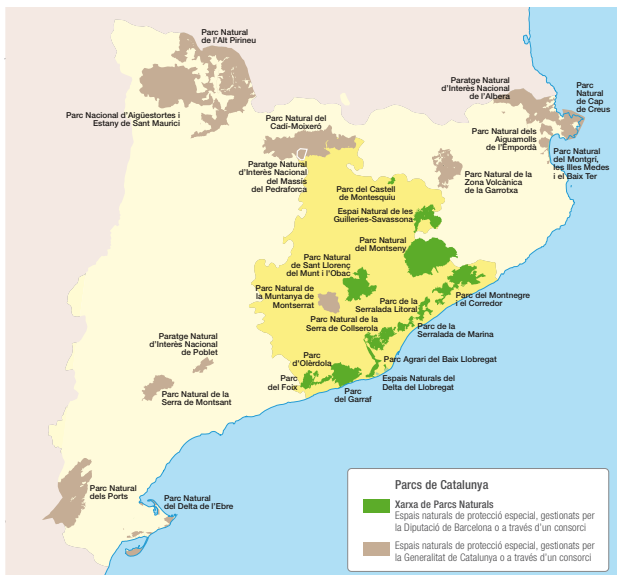 Parc Natural
de l'Alt Pirineu
Paratge Natural
d'Interès Nacional
de l'Albera
Parc
Natural
de Cap
de Creus
Parc Nacional d'Aigüestortes i
Estany de Sant Maurici
Parc Natural del
Cadí-Moixeró
Parc Natural dels
Aiguamolls
de l'Empordà
Parc Natural
del Montgrí,
les Illes Medes
i el Baix Ter
Paratge Natural
d'Interès Nacional
del Massís
del Pedraforca
Parc Natural de la
Zona Volcànica
de la Garrotxa
Parc del Castell
de Montesquiu
Espai Natural de les
Guilleries-Savassona
Parc Natural
del Montseny
Parc Natural
de Sant Llorenç
del Munt i l'Obac
Parc Natural de
la Muntanya de
Montserrat
Parc del Montnegre
i el Corredor
Parc de la
Serralada Litoral
Parc Natural de la
Serra de Collserola
Parc de la
Serralada de Marina
Paratge Natural
d'Interès Nacional
de Poblet
Parc
d'Olèrdola
Parc Agrari del Baix Llobregat
Parc
del Foix
Espais Naturals del
Delta del Llobregat
Parc
del Garraf
Parc Natural de la
Serra de Montsant
Parc Natural
dels Ports
Parc Natural
del Delta de l'Ebre
Parcs de Catalunya
Xarxa de Parcs Naturals
Espais naturals de protecció especial, gestionats per
la Diputació de Barcelona o a través d'un consorci
Espais naturals de protecció especial, gestionats per
la Generalitat de Catalunya o a través d'un consorci